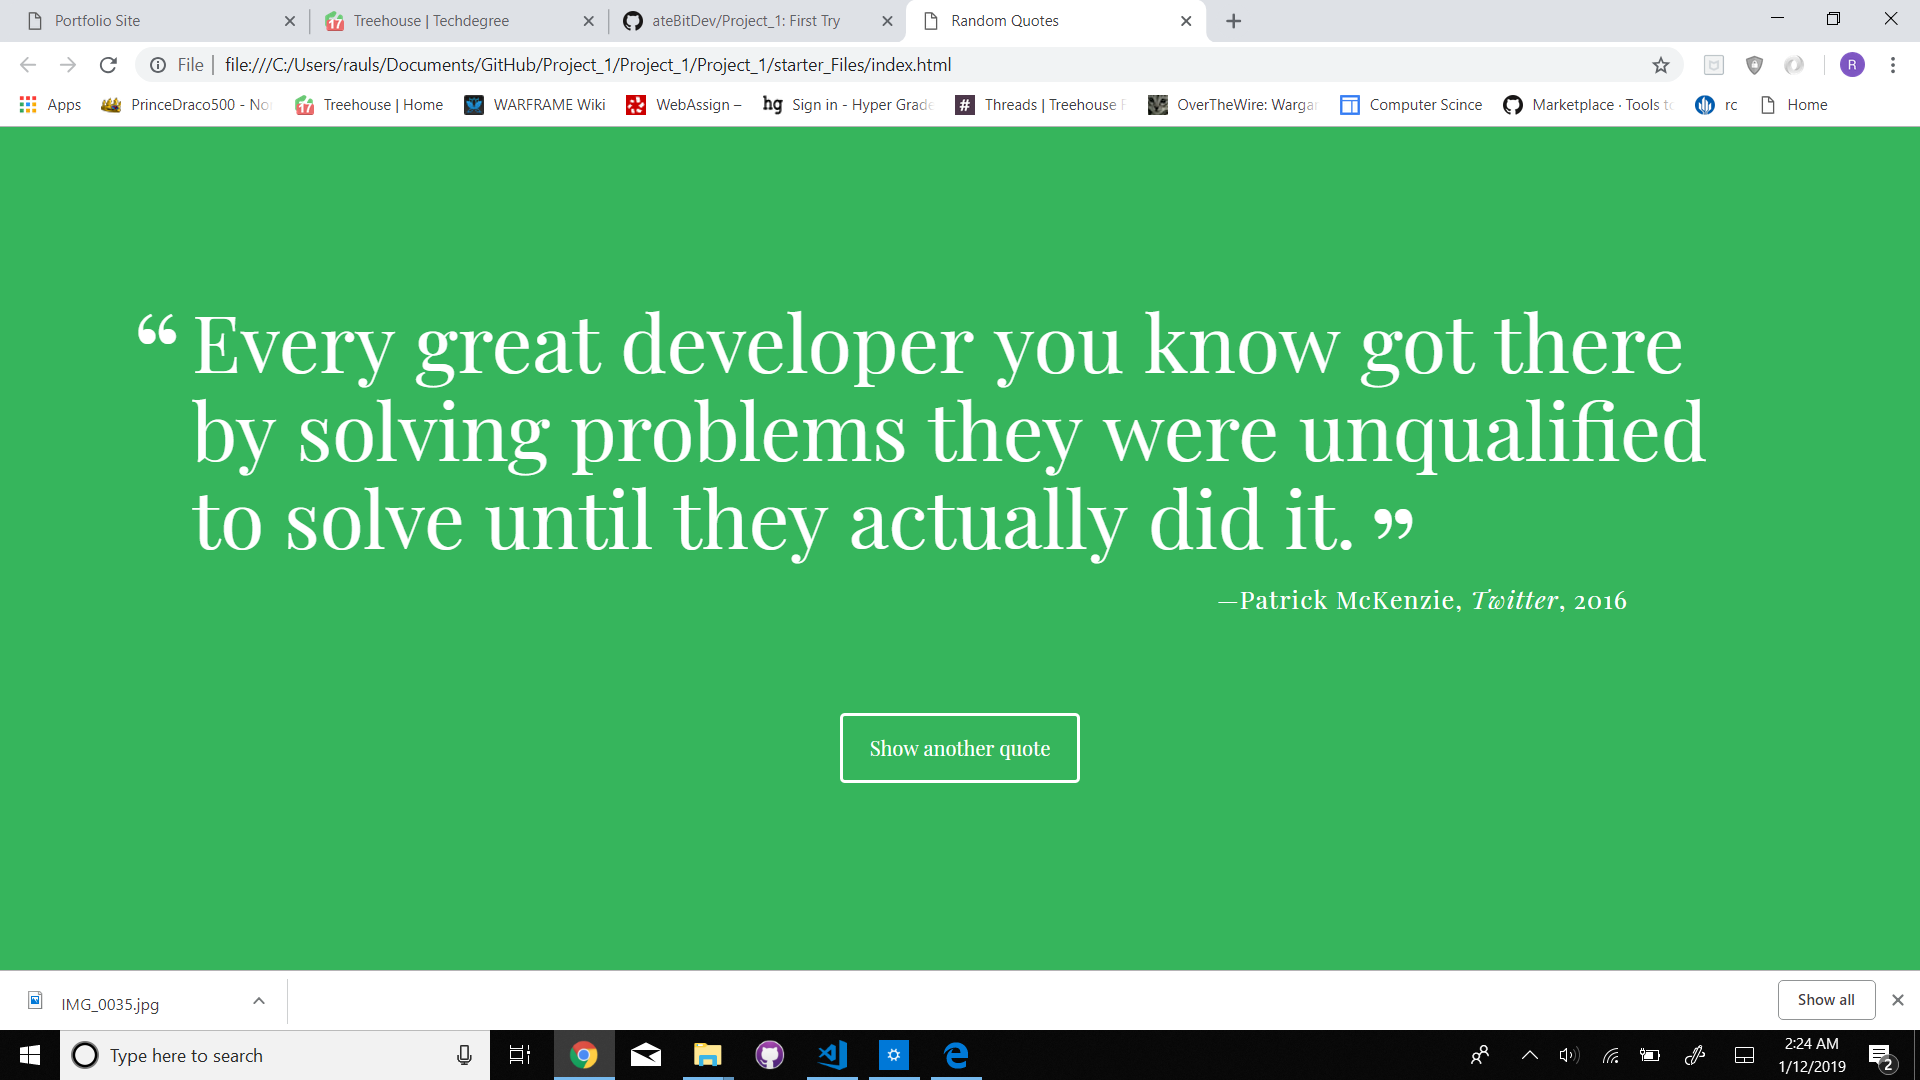 Portfolio Site
Treehouse | Techdegree
ateBitDev/Project_1: First Try
Random Quotes
File | file:///C:/Users/rauls/Documents/GitHub/Project_1/Project_1/Project_1/starter_Files/index.html
R
Apps
PrinceDraco500 - No
Treehouse | Home
WARFRAME Wiki
WebAssign –
hg Sign in - Hyper Grade
# Threads | Treehouse F
OverTheWire: Wargar
Computer Scince
Marketplace · Tools to
rc
Home
“ Every great developer you know got there
by solving problems they were unqualified
to solve until they actually did it. ”
—Patrick McKenzie, Twitter, 2016
Show another quote
IMG_0035.jpg
Show all
Type here to search
2:24 AM
1/12/2019
2